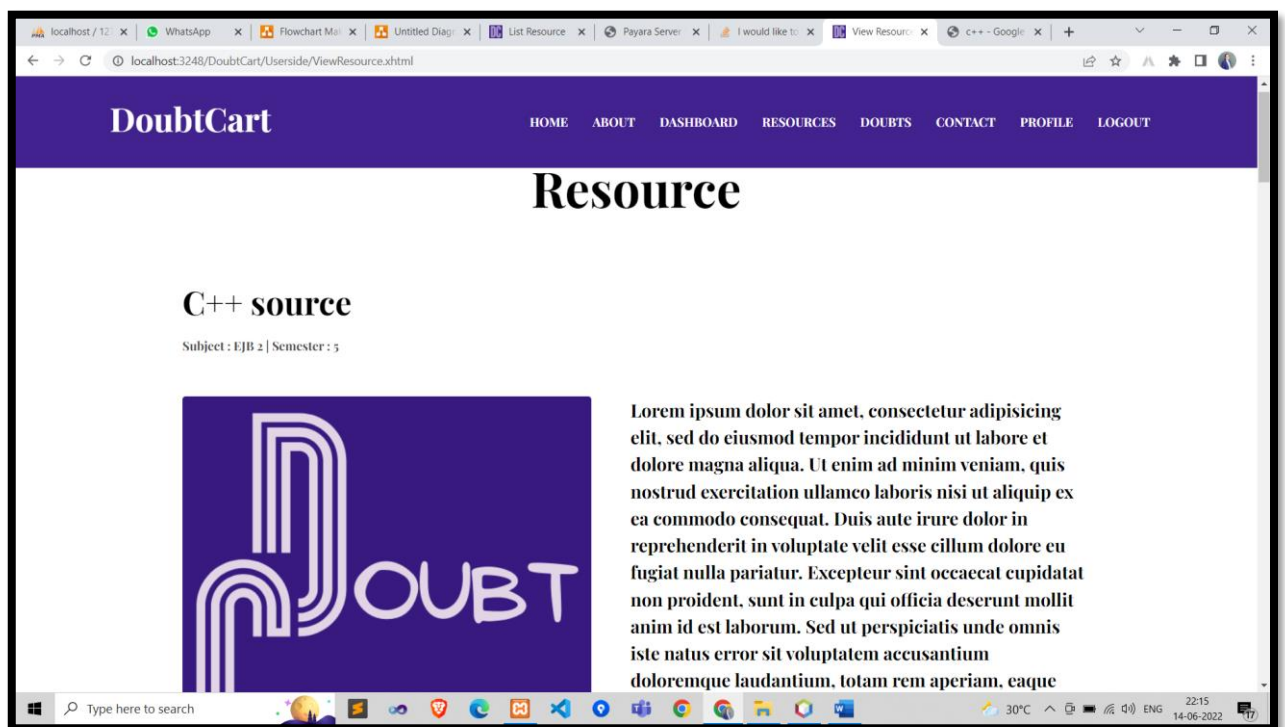 localhost / 12
WhatsApp
Flowchart Mak
Untitled Diagr
List Resource
Payara Server
I would like to
View Resource
c++ - Google
localhost:3248/DoubtCart/Userside/ViewResource.xhtml
DoubtCart
HOME ABOUT DASHBOARD RESOURCES DOUBTS CONTACT PROFILE LOGOUT
Resource
C++ source
Subject : EJB 2 | Semester : 5
DOUBT
Lorem ipsum dolor sit amet, consectetur adipisicing
elit, sed do eiusmod tempor incididunt ut labore et
dolore magna aliqua. Ut enim ad minim veniam, quis
nostrud exercitation ullamco laboris nisi ut aliquip ex
ea commodo consequat. Duis aute irure dolor in
reprehenderit in voluptate velit esse cillum dolore eu
fugiat nulla pariatur. Excepteur sint occaecat cupidatat
non proident, sunt in culpa qui officia deserunt mollit
anim id est laborum. Sed ut perspiciatis unde omnis
iste natus error sit voluptatem accusantium
doloremque laudantium, totam rem aperiam, eaque
Type here to search
30°C
ENG
22:15
14-06-2022
17